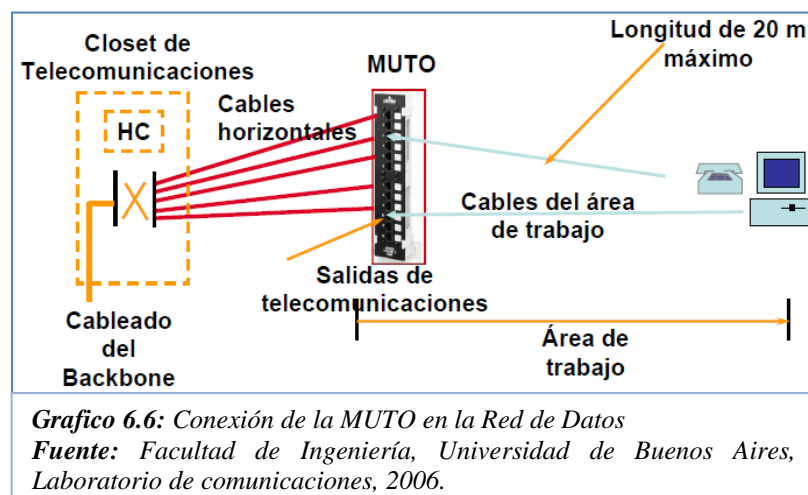 Closet de
Telecomunicaciones
HC
Cables
horizontales
MUTO
Longitud de 20 m
máximo
Cables del área
de trabajo
Salidas de
telecomunicaciones
Cableado
del
Backbone
Área de
trabajo
Grafico 6.6: Conexión de la MUTO en la Red de Datos
Fuente: Facultad de Ingeniería, Universidad de Buenos Aires,
Laboratorio de comunicaciones, 2006.